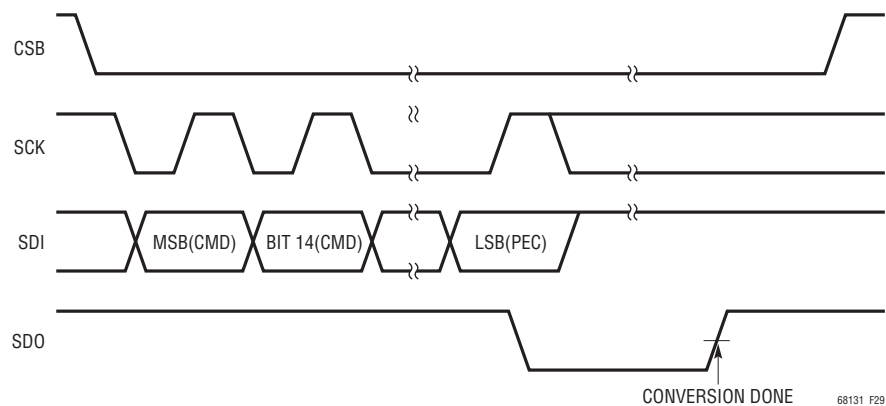 CSB
SCK
SDI
MSB(CMD)
BIT 14(CMD)
LSB(PEC)
SDO
CONVERSION DONE
68131 F29